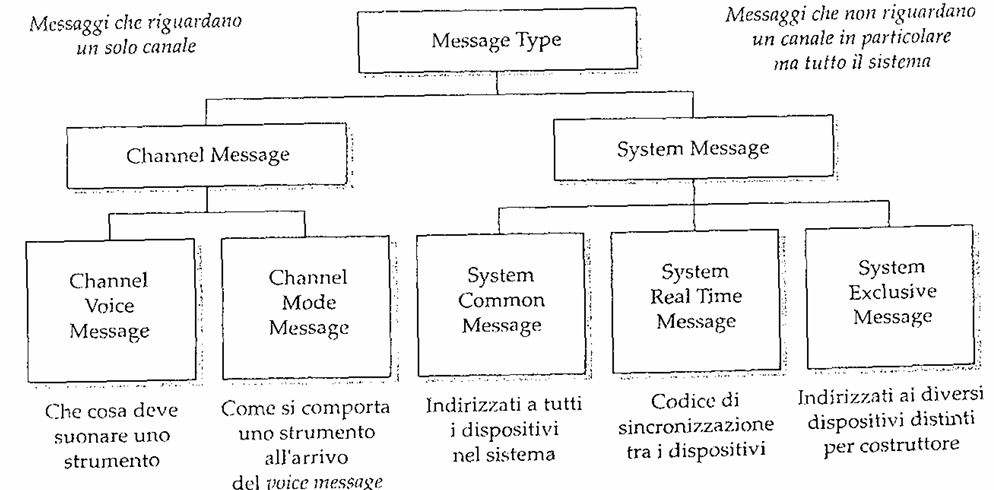 Messaggi che riguardano
un solo canale
Message Type
Messaggi che non riguardano
un canale in particolare
ma tutto il sistema
Channel Message
System Message
Channel
Voice
Message
Channel
Mode
Message
System
Common
Message
System
Real Time
Message
System
Exclusive
Message
Che cosa deve
suonare uno
strumento
Come si comporta
uno strumento
all'arrivo
del voice message
Indirizzati a tutti
i dispositivi
nel sistema
Codice di
sincronizzazione
tra i dispositivi
Indirizzati ai diversi
dispositivi distinti
per costruttore